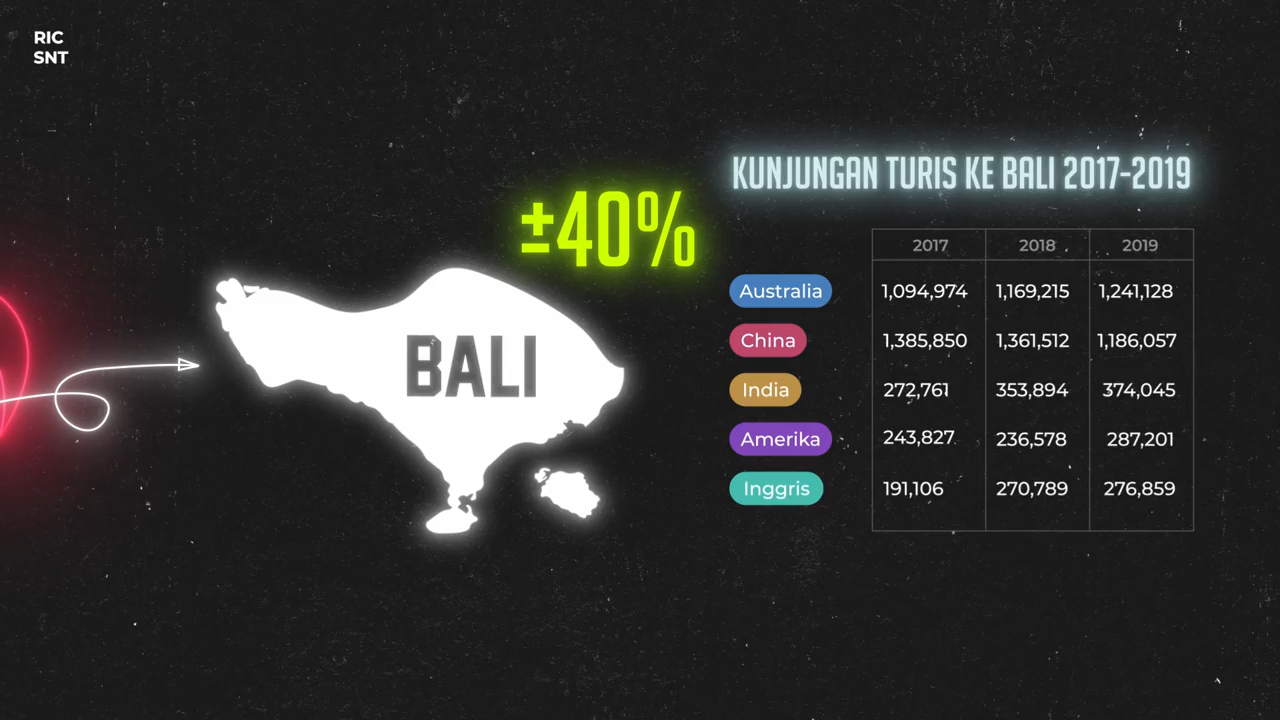 RIC
SNT
KUNJUNGAN TURIS KE BALI 2017-2019
±40%
BALI
2017 2018 2019
Australia 1,094,974 1,169,215 1,241,128
China 1,385,850 1,361,512 1,186,057
India 272,761 353,894 374,045
Amerika 243,827 236,578 287,201
Inggris 191,106 270,789 276,859